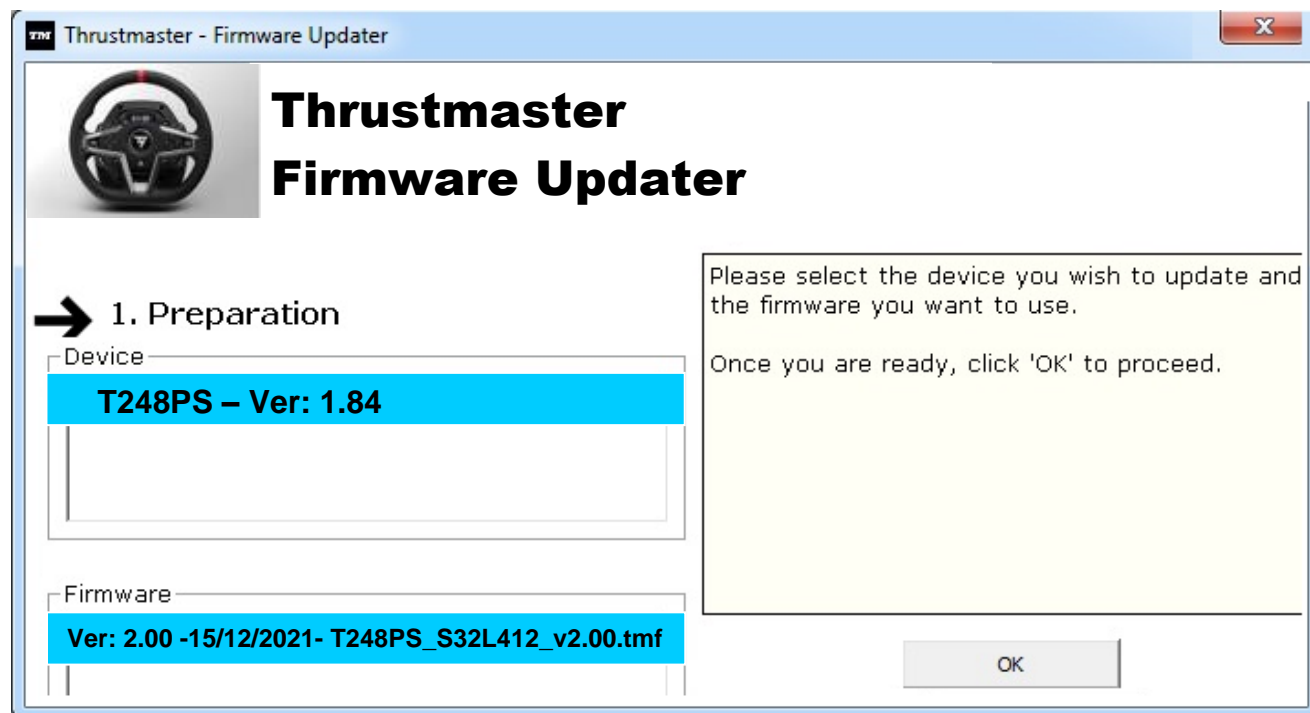 TM Thrustmaster - Firmware Updater
X
Thrustmaster
Firmware Updater
1. Preparation
Device
T248PS – Ver: 1.84
Firmware
Ver: 2.00 -15/12/2021- T248PS_S32L412_v2.00.tmf
Please select the device you wish to update and
the firmware you want to use.
Once you are ready, click 'OK' to proceed.
OK